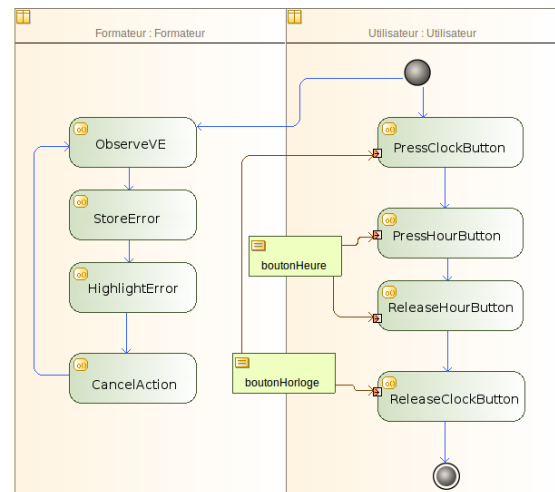 Formateur : Formateur
Utilisateur : Utilisateur
ObserveVE
StoreError
HighlightError
CancelAction
PressClockButton
PressHourButton
boutonHeure
ReleaseHourButton
boutonHorloge
ReleaseClockButton